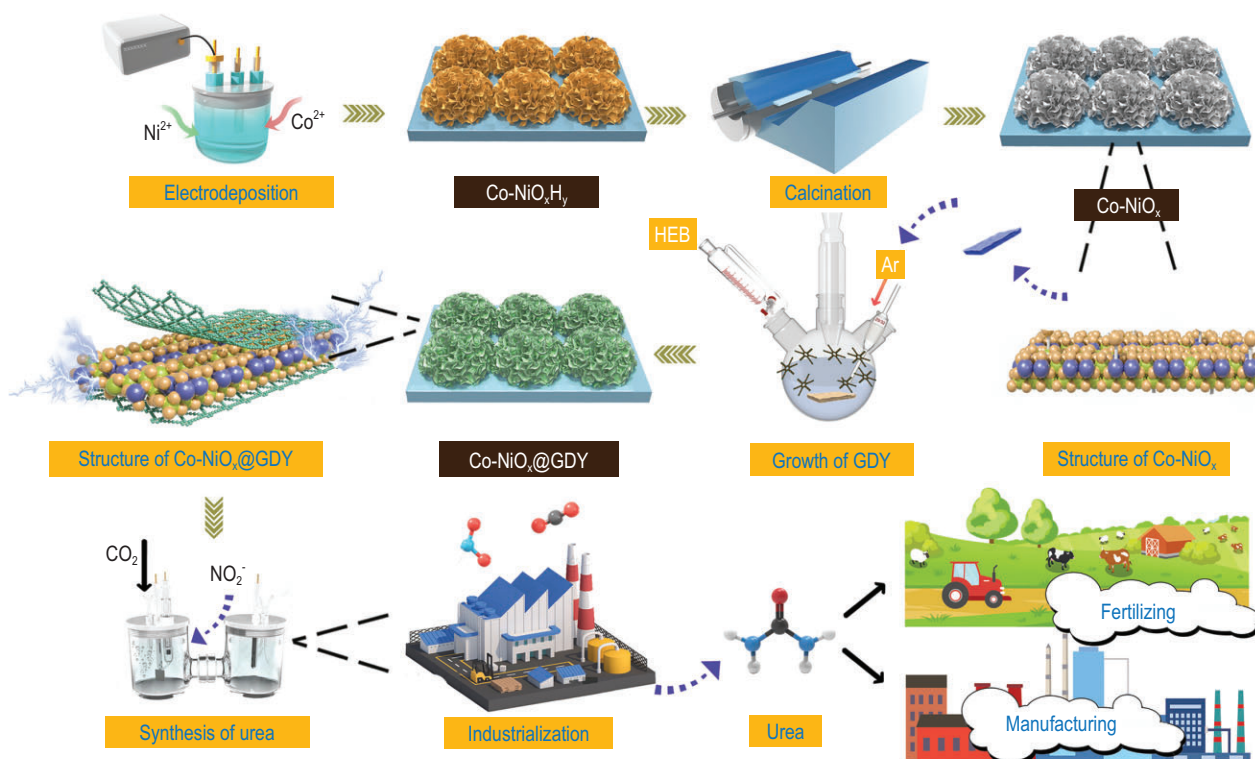 Ni²⁺
Co²⁺
Electrodeposition
Co-NiOₓHᵧ
Calcination
Co-NiOₓ
HEB
Ar
Structure of Co-NiOₓ@GDY
Co-NiOₓ@GDY
Growth of GDY
Structure of Co-NiOₓ
CO₂
NO₂⁻
Fertilizing
Synthesis of urea
Industrialization
Urea
Manufacturing